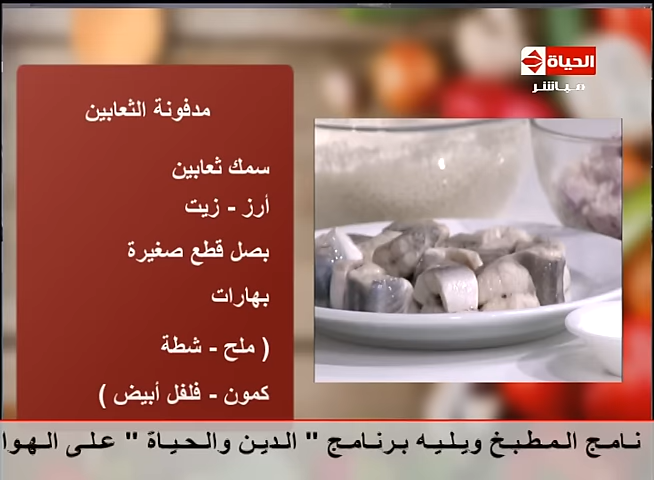 الحياة
مباشر
مدفونة الثعابين
سمك ثعابين
أرز - زيت
بصل قطع صغيرة
بهارات
( ملح - شطة
كمون - فلفل أبيض )
نامج المطبخ ويليه برنامج " الدين والحياة " على الهوا